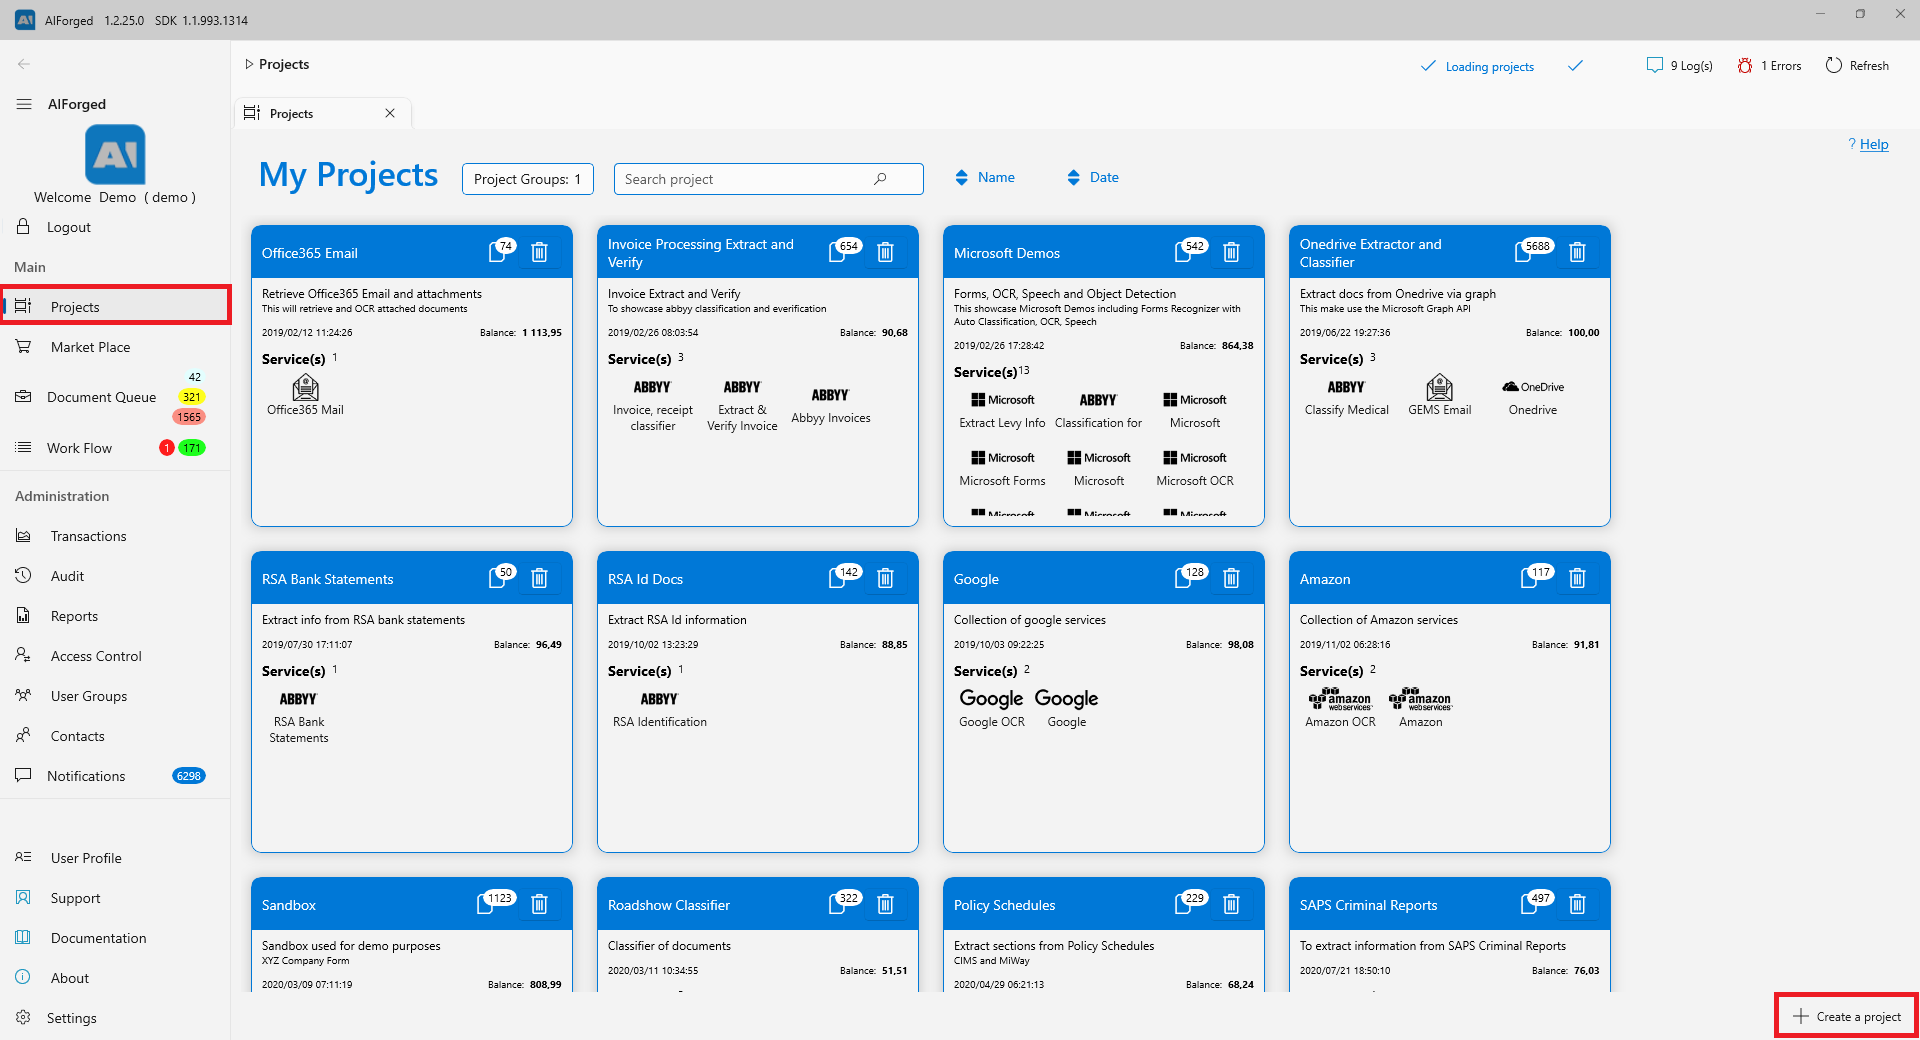 AIForged 1.2.25.0 SDK 1.1.993.1314
AIForged
AI
Welcome Demo ( demo )
Logout
Main
Projects
Market Place
42
Document Queue 321
1565
Work Flow 1 171
Administration
Transactions
Audit
Reports
Access Control
User Groups
Contacts
Notifications 6298
User Profile
Support
Documentation
About
Settings
Projects
Loading projects
9 Log(s)
1 Errors
Refresh
Projects
? Help
My Projects
Project Groups: 1
Search project
Name
Date
Office365 Email 74
Retrieve Office365 Email and attachments
This will retrieve and OCR attached documents
2019/02/12 11:24:26 Balance: 1 113,95
Service(s) 1
Office365 Mail
Invoice Processing Extract and
Verify
654
Invoice Extract and Verify
To showcase abbyy classification and everification
2019/02/26 08:03:54 Balance: 90,68
Service(s) 3
ABBYY ABBYY ABBYY
Invoice, receipt
classifier
Extract &
Verify Invoice
Abbyy Invoices
Microsoft Demos 542
Forms, OCR, Speech and Object Detection
This showcase Microsoft Demos including Forms Recognizer with
Auto Classification, OCR, Speech
2019/02/26 17:28:42 Balance: 864,38
Service(s) 13
Microsoft ABBYY Microsoft
Extract Levy Info Classification for Microsoft
Microsoft Microsoft Microsoft
Microsoft Forms Microsoft Microsoft OCR
Microsoft Microsoft Microsoft
Onedrive Extractor and
Classifier
5688
Extract docs from Onedrive via graph
This make use the Microsoft Graph API
2019/06/22 19:27:36 Balance: 100,00
Service(s) 3
ABBYY OneDrive
Classify Medical GEMS Email Onedrive
RSA Bank Statements 50
Extract info from RSA bank statements
2019/07/30 17:11:07 Balance: 96,49
Service(s) 1
ABBYY
RSA Bank
Statements
RSA Id Docs 142
Extract RSA Id information
2019/10/02 13:23:29 Balance: 88,85
Service(s) 1
ABBYY
RSA Identification
Google 128
Collection of google services
2019/10/03 09:22:25 Balance: 98,08
Service(s) 2
Google Google
Google OCR Google
Amazon 117
Collection of Amazon services
2019/11/02 06:28:16 Balance: 91,81
Service(s) 2
amazon webservices amazon webservices
Amazon OCR Amazon
Sandbox 1123
Sandbox used for demo purposes
XYZ Company Form
2020/03/09 07:11:19 Balance: 808,99
Roadshow Classifier 322
Classifier of documents
2020/03/11 10:34:55 Balance: 51,51
Policy Schedules 229
Extract sections from Policy Schedules
CIMS and MiWay
2020/04/29 06:21:13 Balance: 68,24
SAPS Criminal Reports 497
To extract information from SAPS Criminal Reports
2020/07/21 18:50:10 Balance: 76,03
Create a project